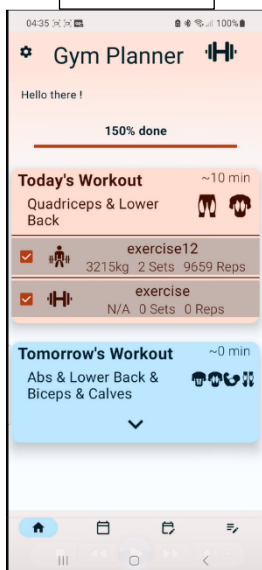 04:35
100%
Gym Planner
Hello there !
150% done
Today's Workout ~10 min
Quadriceps & Lower
Back
exercise12
3215kg 2 Sets 9659 Reps
exercise
N/A 0 Sets 0 Reps
Tomorrow's Workout ~0 min
Abs & Lower Back &
Biceps & Calves